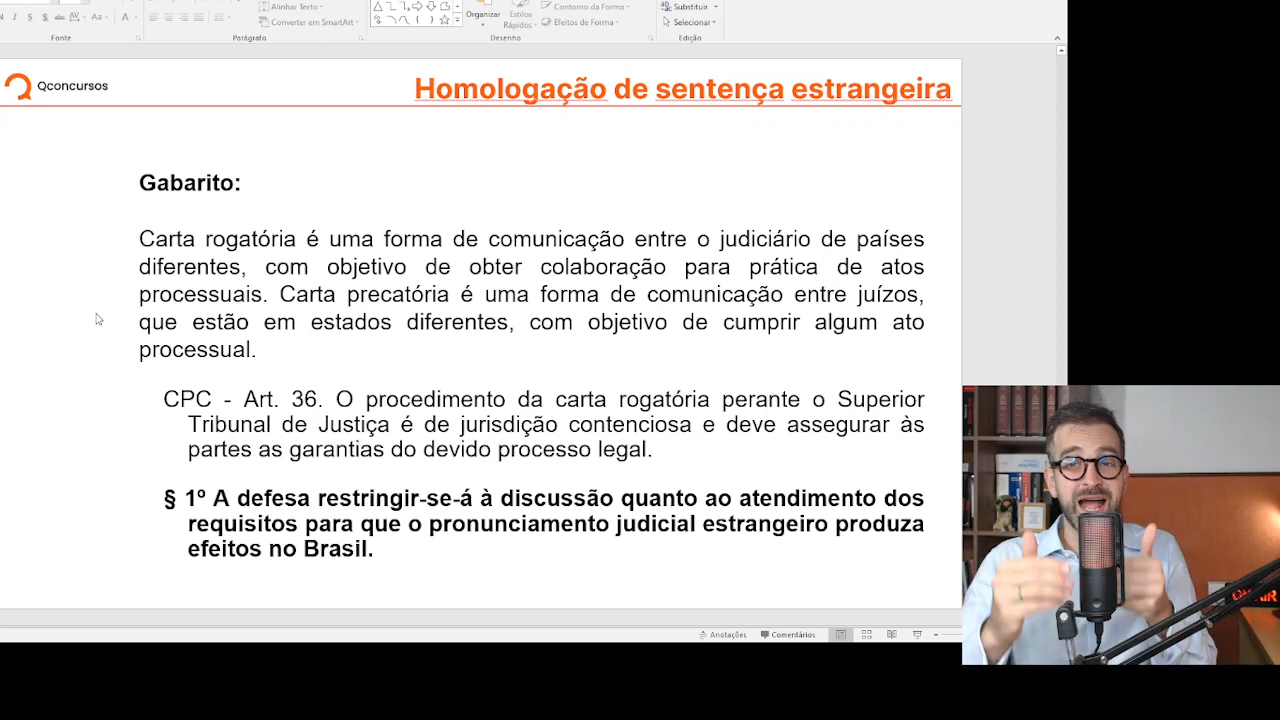 N I S S abc AV Aa A
Alinhar Texto
Converter em SmartArt
Organizar
Estilos
Rápidos
Contorno da Forma
Efeitos de Forma
Substituir
Selecionar
Fonte
Parágrafo
Desenho
Edição
Qconcursos
Homologação de sentença estrangeira
Gabarito:
Carta rogatória é uma forma de comunicação entre o judiciário de países
diferentes, com objetivo de obter colaboração para prática de atos
processuais. Carta precatória é uma forma de comunicação entre juízos,
que estão em estados diferentes, com objetivo de cumprir algum ato
processual.
CPC - Art. 36. O procedimento da carta rogatória perante o Superior
Tribunal de Justiça é de jurisdição contenciosa e deve assegurar às
partes as garantias do devido processo legal.
§ 1º A defesa restringir-se-á à discussão quanto ao atendimento dos
requisitos para que o pronunciamento judicial estrangeiro produza
efeitos no Brasil.
Anotações
Comentários